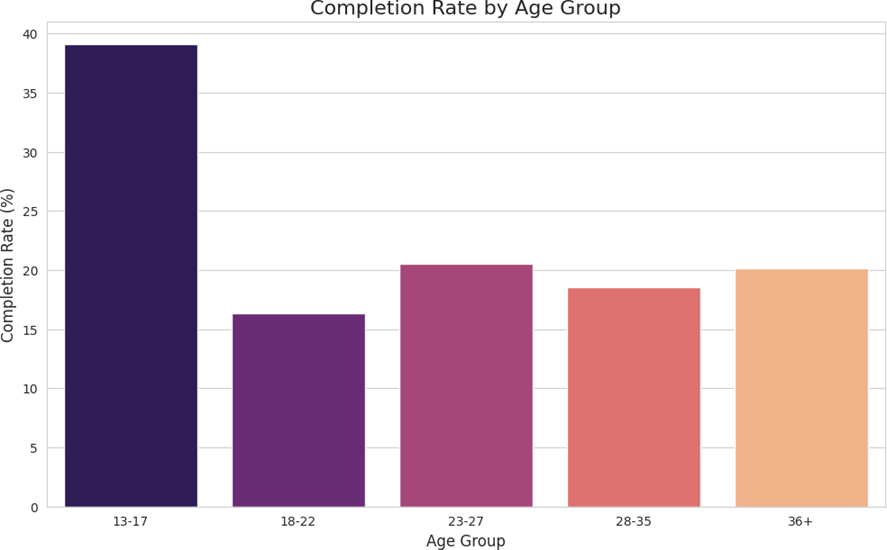 Completion Rate by Age Group
40
35
30
25
20
15
10
5
0
Completion Rate (%)
13-17 18-22 23-27 28-35 36+
Age Group